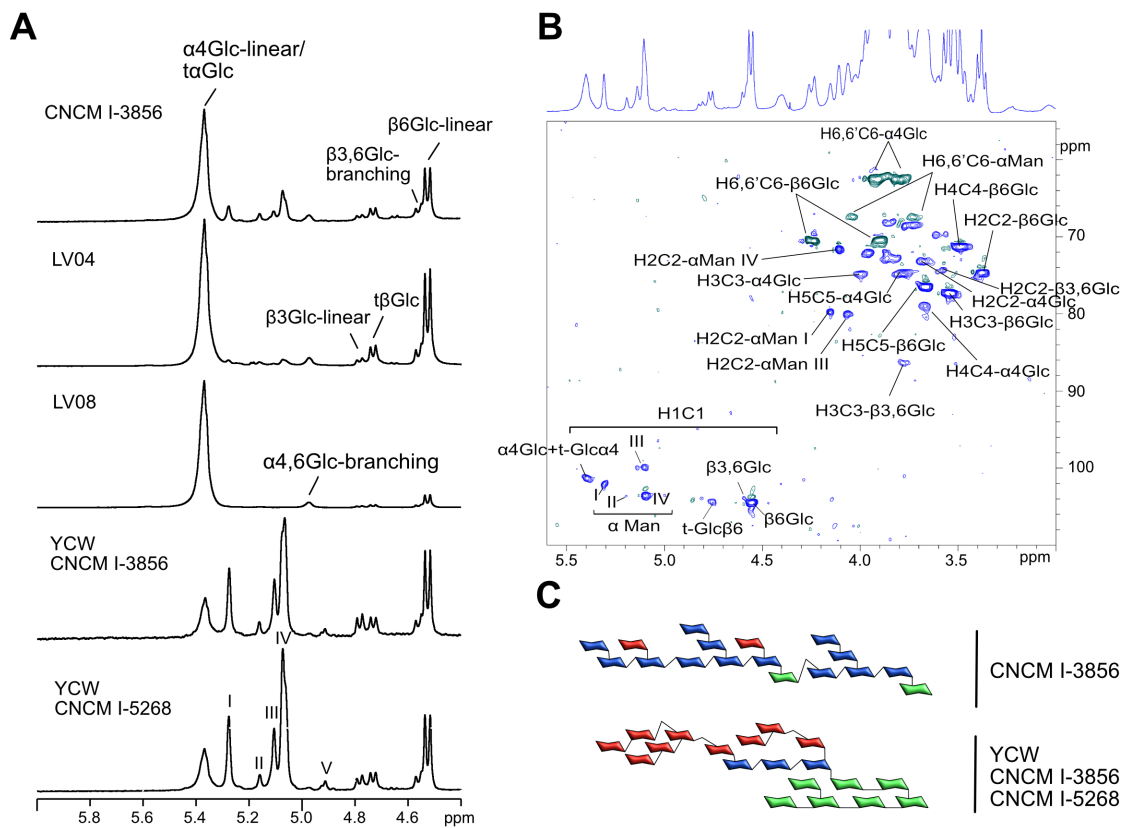 A
α4Glc-linear/
tαGlc
CNCM I-3856
β6Glc-linear
β3,6Glc-
branching
LV04
β3Glc-linear
tβGlc
LV08
α4,6Glc-branching
YCW
CNCM I-3856
IV
YCW
CNCM I-5268
I
II
III
V
5.8
5.6
5.4
5.2
5.0
4.8
4.6
ppm
B
H6,6'C6-α4Glc
ppm
H6,6'C6-αMan
H6,6'C6-β6Glc
H4C4-β6Glc
H2C2-β6Glc
70
H2C2-αMan IV
H3C3-α4Glc
H2C2-β3,6Glc
H5C5-α4Glc
H2C2-α4Glc
80
H2C2-αMan I
H3C3-β6Glc
H5C5-β6Glc
H2C2-αMan III
H4C4-α4Glc
90
H3C3-β3,6Glc
H1C1
α4Glc+t-Glcα4
III
100
β3,6Glc
I
II
IV
α Man
t-Glcβ6
β6Glc
5.5
5.0
4.5
4.0
3.5
ppm
C
CNCM I-3856
YCW
CNCM I-3856
CNCM I-5268